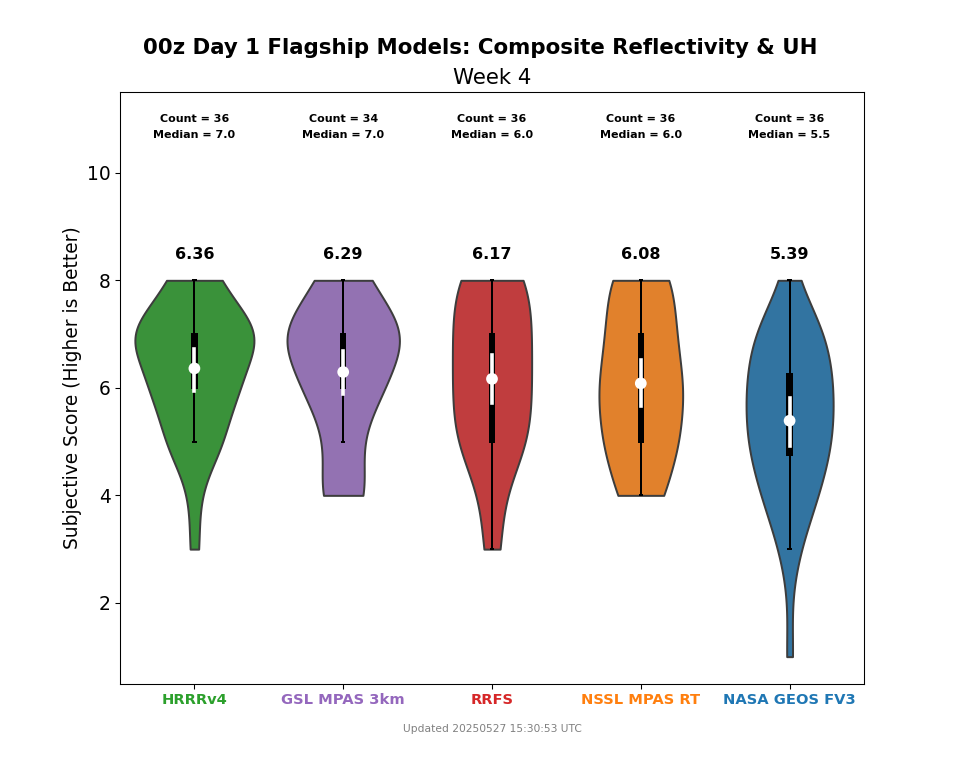 00z Day 1 Flagship Models: Composite Reflectivity & UH
Week 4
Count = 36 Count = 34 Count = 36 Count = 36 Count = 36
Median = 7.0 Median = 7.0 Median = 6.0 Median = 6.0 Median = 5.5
10
6.36 6.29 6.17 6.08 5.39
8
6
4
2
Subjective Score (Higher is Better)
HRRRv4 GSL MPAS 3km RRFS NSSL MPAS RT NASA GEOS FV3
Updated 20250527 15:30:53 UTC